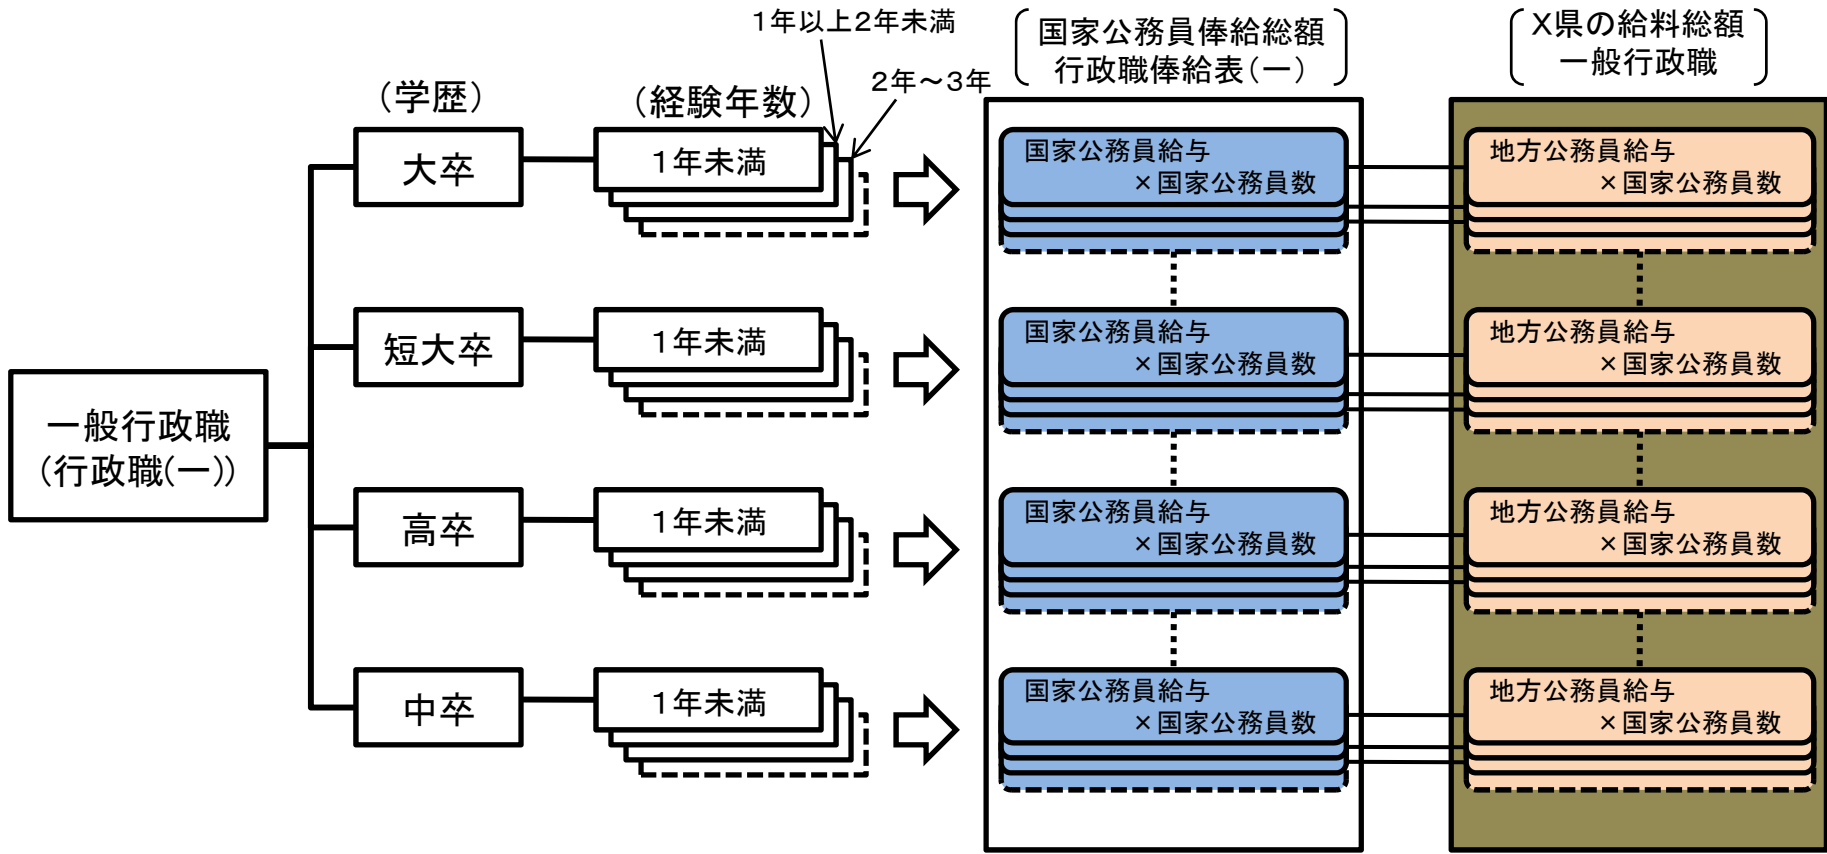 1年以上2年未満
2年～3年
国家公務員俸給総額
行政職俸給表(一)
X県の給料総額
一般行政職
(学歴)
(経験年数)
大卒
1年未満
国家公務員給与
×国家公務員数
地方公務員給与
×国家公務員数
短大卒
1年未満
国家公務員給与
×国家公務員数
地方公務員給与
×国家公務員数
一般行政職
(行政職(一))
高卒
1年未満
国家公務員給与
×国家公務員数
地方公務員給与
×国家公務員数
中卒
1年未満
国家公務員給与
×国家公務員数
地方公務員給与
×国家公務員数